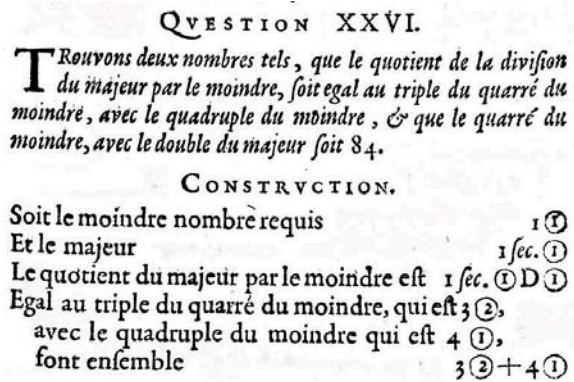 QVESTION XXVI.
TRouvons deux nombres tels, que le quotient de la diviſion
du majeur par le moindre, ſoit egal au triple du quarré du
moindre, avec le quadruple du moindre, & que le quarré du
moindre, avec le double du majeur ſoit 84.
CONSTRVCTION.
Soit le moindre nombre requis 1①
Et le majeur 1 ſec. ①
Le quotient du majeur par le moindre eſt 1 ſec. ① D ①
Egal au triple du quarré du moindre, qui eſt 3②,
avec le quadruple du moindre qui eſt 4 ①,
font enſemble 3②+4①